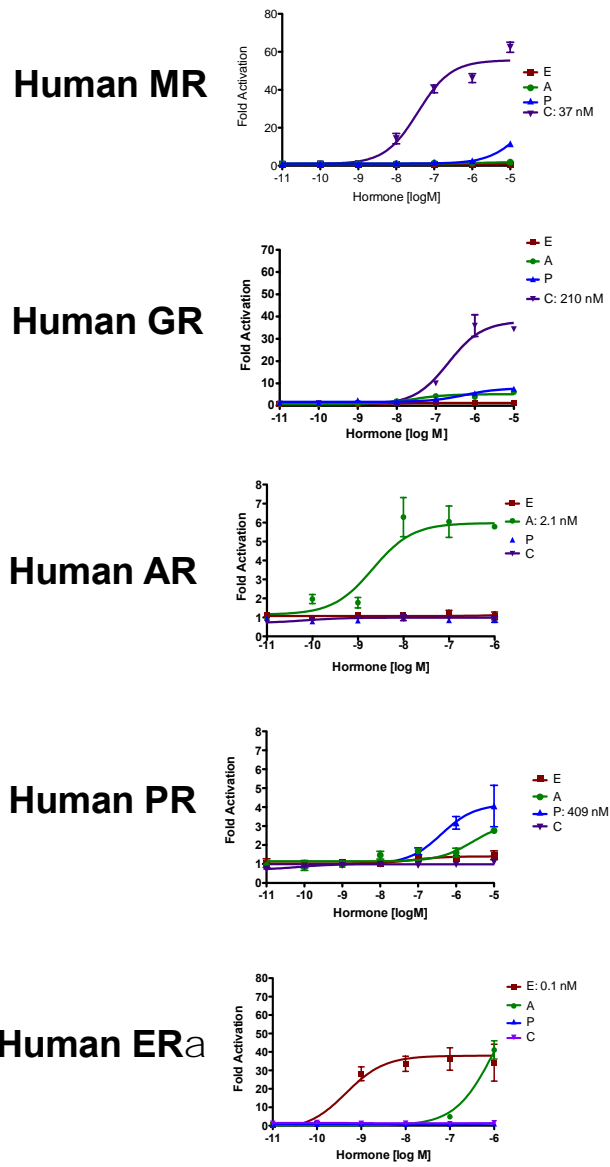 Human MR
Fold Activation
80
60
40
20
0
-11 -10 -9 -8 -7 -6 -5
Hormone [logM]
E
A
P
C: 37 nM
Human GR
Fold Activation
70
60
50
40
30
20
10
0
-11 -10 -9 -8 -7 -6 -5
Hormone [log M]
E
A
P
C: 210 nM
Human AR
Fold Activation
8
7
6
5
4
3
2
1
0
-11 -10 -9 -8 -7 -6
Hormone [log M]
E
A: 2.1 nM
P
C
Human PR
Fold Activation
8
7
6
5
4
3
2
1
0
-11 -10 -9 -8 -7 -6 -5
Hormone [logM]
E
A
P: 409 nM
C
Human ERa
Fold Activation
80
70
60
50
40
30
20
10
0
-11 -10 -9 -8 -7 -6
Hormone [log M]
E: 0.1 nM
A
P
C